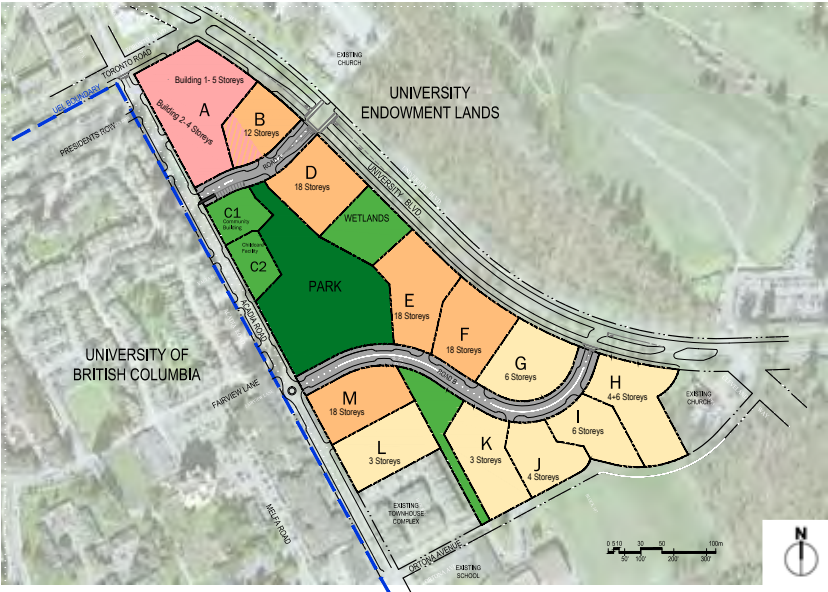 EXISTING
CHURCH
TORONTO ROAD
UNIVERSITY
ENDOWMENT LANDS
UEL BOUNDARY
Building 1- 5 Storeys
A
Building 2- 4 Storeys
B
12 Storeys
PRESIDENTS ROW
ROAD
D
18 Storeys
UNIVERSITY BLVD
WETLANDS
C1
Community
Building
Childcare
Facility
C2
PARK
E
18 Storeys
F
18 Storeys
ACADIA ROAD
UNIVERSITY OF
BRITISH COLUMBIA
FAIRVIEW LANE
G
6 Storeys
ROAD B
H
4+6 Storeys
EXISTING
CHURCH
M
18 Storeys
I
6 Storeys
K
3 Storeys
L
3 Storeys
J
4 Storeys
EXISTING
TOWNHOUSE
COMPLEX
MELFA ROAD
ORTONA AVENUE
EXISTING
SCHOOL
0 5 10 30 50 100m
50' 100' 200' 300'
N